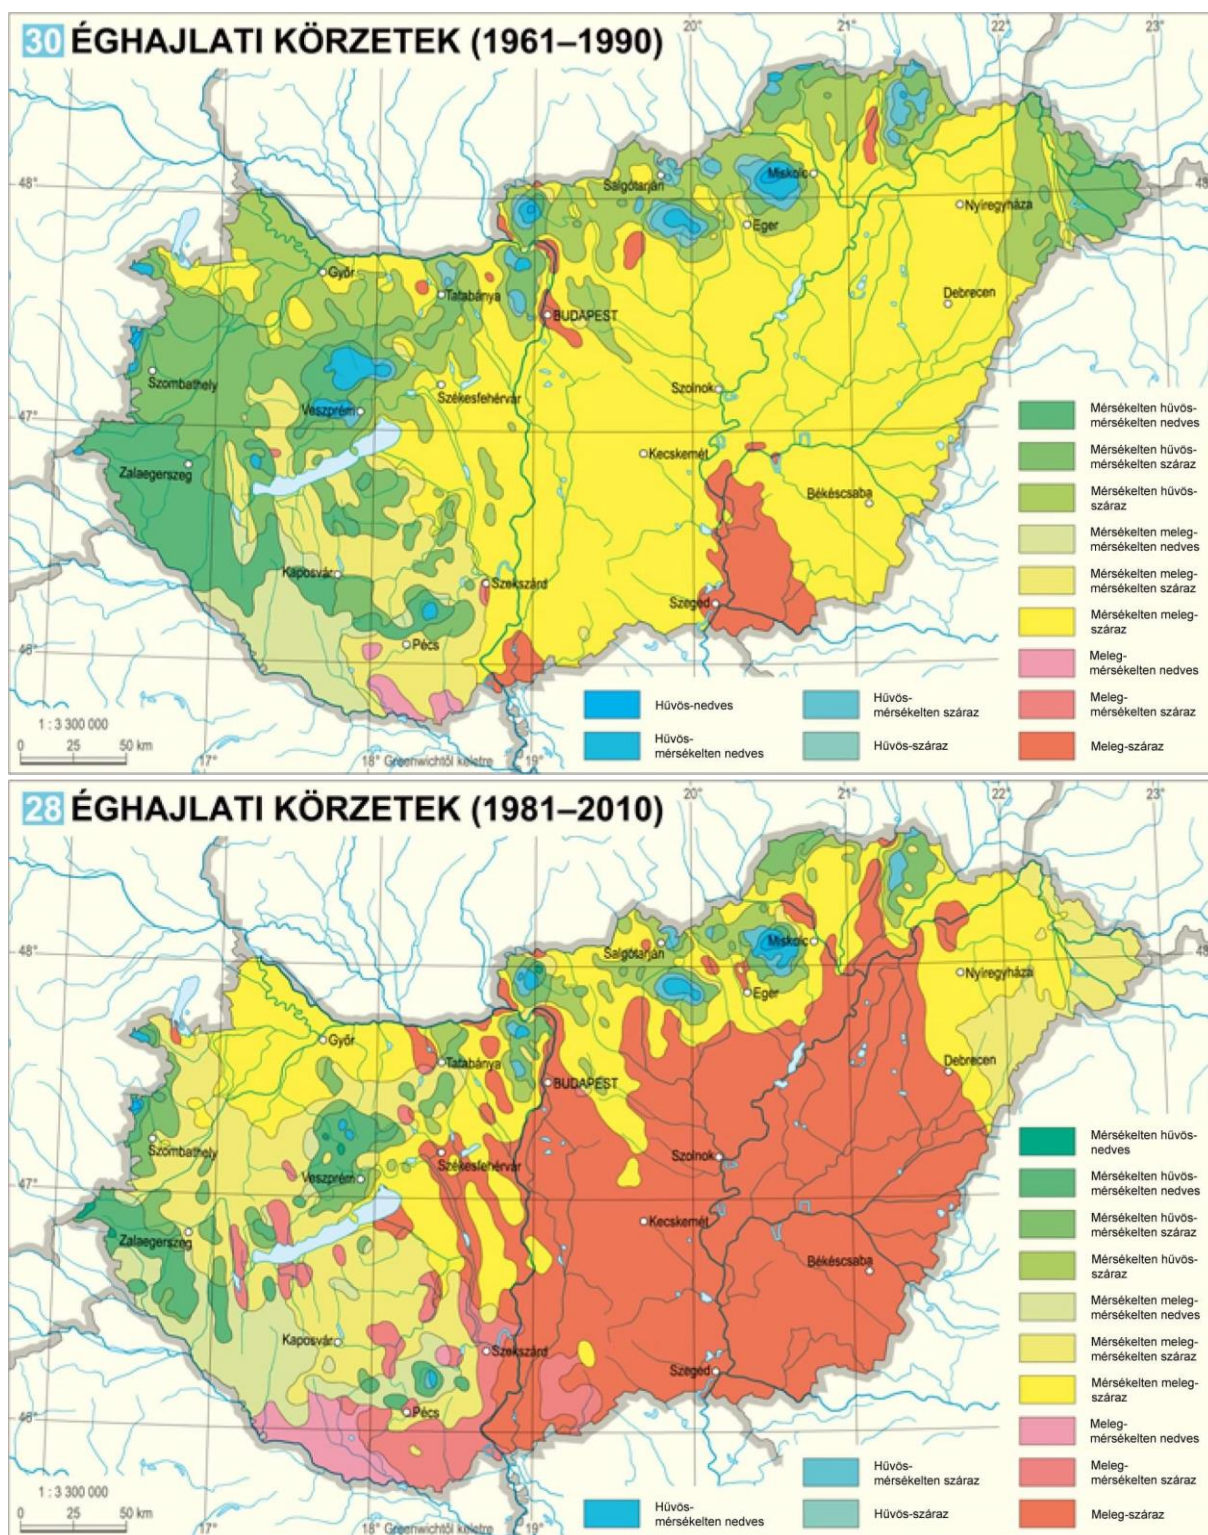 30 ÉGHAJLATI KÖRZETEK (1961–1990)
20°
21°
22°
23°
48°
48
Salgótarján
Miskolc
Nyíregyháza
Eger
Győr
Tatabánya
Debrecen
BUDAPEST
Szombathely
Szolnok
Székesfehérvár
Veszprém
47°
Kecskemét
Zalaegerszeg
Békéscsaba
Kaposvár
Szekszárd
Szeged
Pécs
46°
Mérsékelten hűvös-
mérsékelten nedves
Mérsékelten hűvös-
mérsékelten száraz
Mérsékelten hűvös-
száraz
Mérsékelten meleg-
mérsékelten nedves
Mérsékelten meleg-
mérsékelten száraz
Mérsékelten meleg-
száraz
Meleg-
mérsékelten nedves
Meleg-
mérsékelten száraz
Meleg-száraz
Hűvös-nedves
Hűvös-
mérsékelten nedves
Hűvös-
mérsékelten száraz
Hűvös-száraz
1 : 3 300 000
0 25 50 km
17°
18° Greenwichtől keletre
19°
28 ÉGHAJLATI KÖRZETEK (1981–2010)
20°
21°
22°
23°
48°
48
Salgótarján
Miskolc
Nyíregyháza
Eger
Győr
Tatabánya
Debrecen
BUDAPEST
Szombathely
Szolnok
Székesfehérvár
Veszprém
47°
Kecskemét
Zalaegerszeg
Békéscsaba
Kaposvár
Szekszárd
Szeged
Pécs
46°
Mérsékelten hűvös-
nedves
Mérsékelten hűvös-
mérsékelten nedves
Mérsékelten hűvös-
mérsékelten száraz
Mérsékelten hűvös-
száraz
Mérsékelten meleg-
mérsékelten nedves
Mérsékelten meleg-
mérsékelten száraz
Mérsékelten meleg-
száraz
Meleg-
mérsékelten nedves
Meleg-
mérsékelten száraz
Meleg-száraz
Hűvös-
mérsékelten száraz
Hűvös-
mérsékelten nedves
Hűvös-száraz
1 : 3 300 000
0 25 50 km
17°
18° Greenwichtől keletre
19°